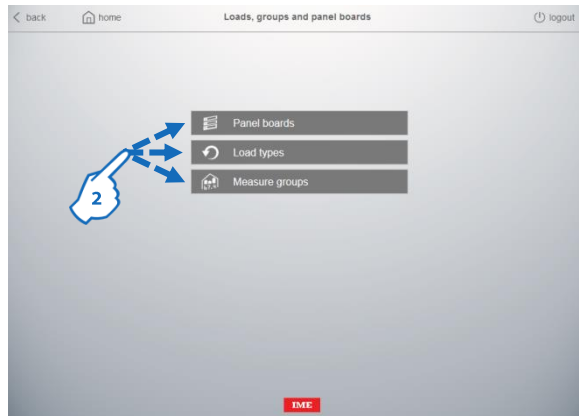 back home Loads, groups and panel boards logout
Panel boards
Load types
Measure groups
2
IME